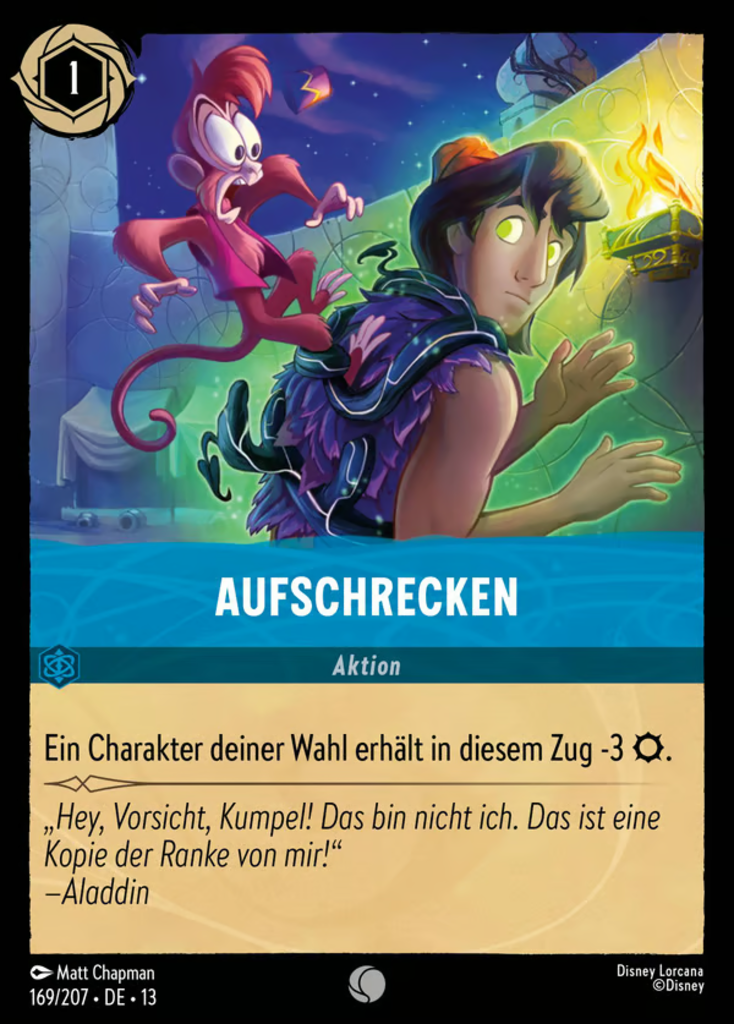 1
AUFSCHRECKEN
Aktion
Ein Charakter deiner Wahl erhält in diesem Zug -3 .
„Hey, Vorsicht, Kumpel! Das bin nicht ich. Das ist eine
Kopie der Ranke von mir!“
–Aladdin
Matt Chapman
169/207 • DE • 13
Disney Lorcana
©Disney